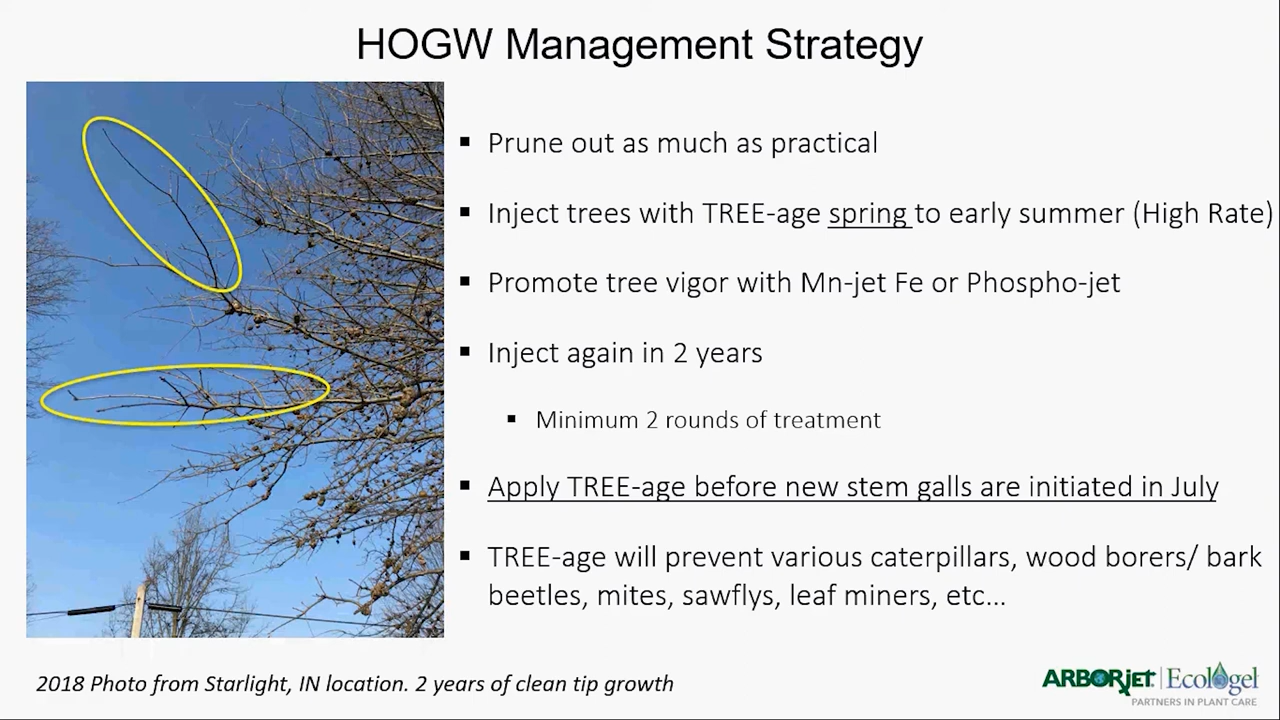 HOGW Management Strategy
▪ Prune out as much as practical
▪ Inject trees with TREE-age spring to early summer (High Rate)
▪ Promote tree vigor with Mn-jet Fe or Phospho-jet
▪ Inject again in 2 years
▪ Minimum 2 rounds of treatment
▪ Apply TREE-age before new stem galls are initiated in July
▪ TREE-age will prevent various caterpillars, wood borers/ bark
beetles, mites, sawflys, leaf miners, etc...
2018 Photo from Starlight, IN location. 2 years of clean tip growth
ARBORjet | Ecologel
PARTNERS IN PLANT CARE